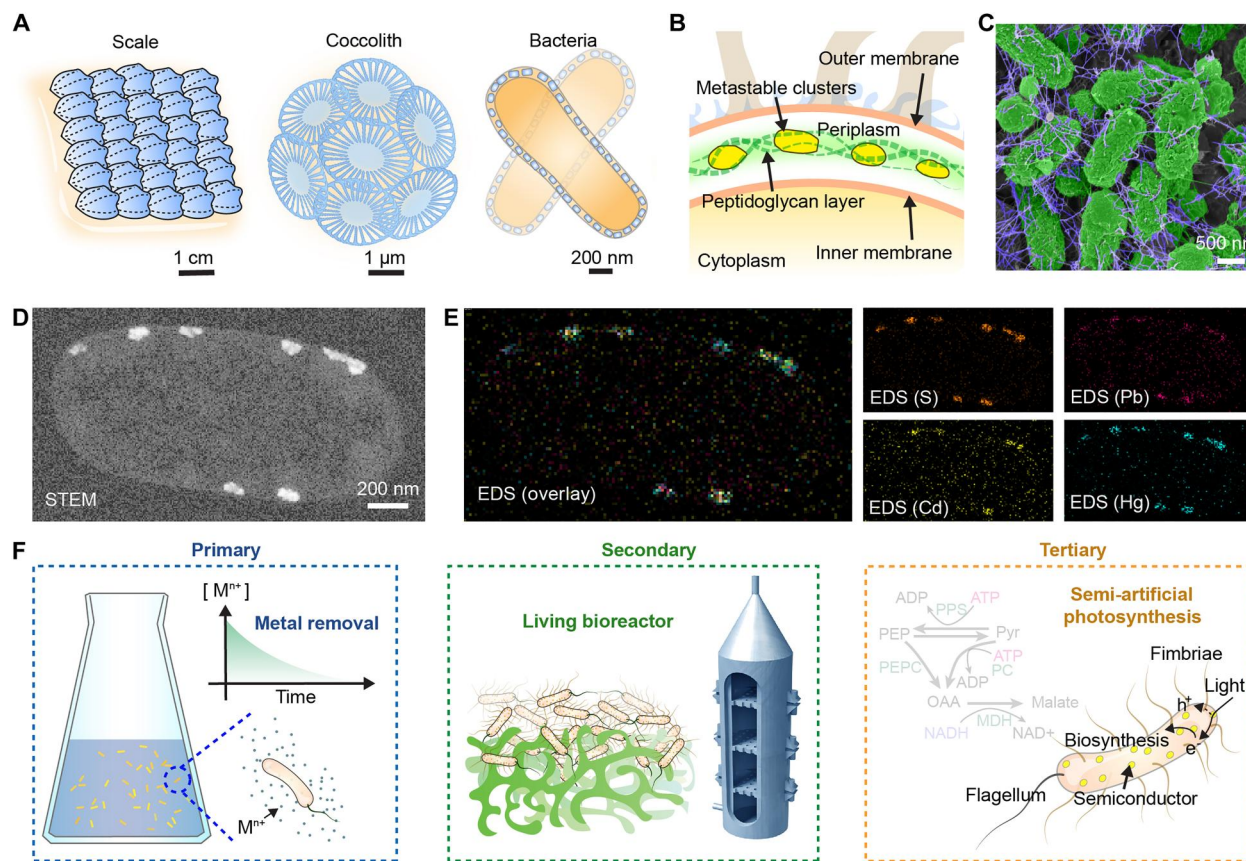 A
Scale
Coccolith
Bacteria
1 cm
1 µm
200 nm
B
Outer membrane
Metastable clusters
Periplasm
Peptidoglycan layer
Inner membrane
Cytoplasm
C
500 nm
D
STEM
200 nm
E
EDS (overlay)
EDS (S)
EDS (Pb)
EDS (Cd)
EDS (Hg)
F
Primary
[ Mⁿ⁺ ]
Metal removal
Time
Mⁿ⁺
Secondary
Living bioreactor
Tertiary
Semi-artificial
photosynthesis
ADP
PPS
ATP
PEP
Pyr
PEPC
ATP
ADP
PC
OAA
Malate
NADH
MDH
NAD+
Fimbriae
Light
h⁺
Biosynthesis
e⁻
Flagellum
Semiconductor